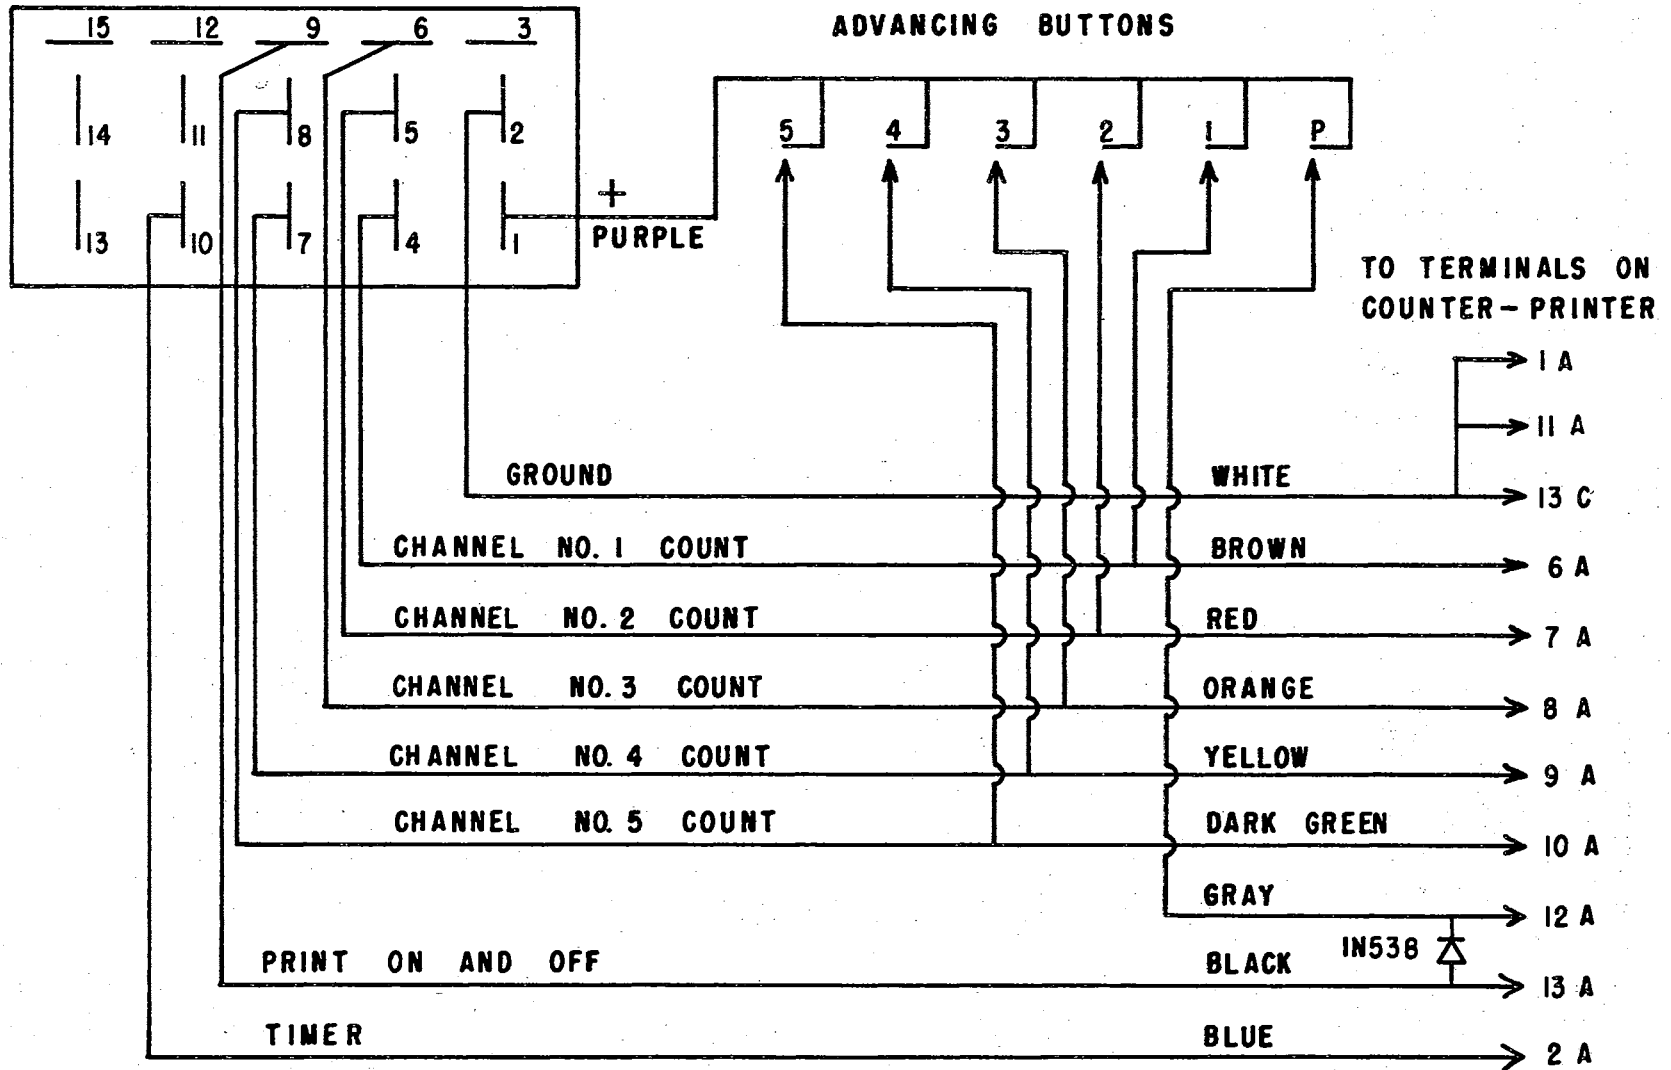 15 12 9 6 3
ADVANCING BUTTONS
14 11 8 5 2
5 4 3 2 1 P
13 10 7 4 1
+
PURPLE
TO TERMINALS ON
COUNTER-PRINTER
1 A
11 A
GROUND WHITE 13 C
CHANNEL NO. 1 COUNT BROWN 6 A
CHANNEL NO. 2 COUNT RED 7 A
CHANNEL NO. 3 COUNT ORANGE 8 A
CHANNEL NO. 4 COUNT YELLOW 9 A
CHANNEL NO. 5 COUNT DARK GREEN 10 A
GRAY 12 A
IN538
PRINT ON AND OFF BLACK 13 A
TIMER BLUE 2 A